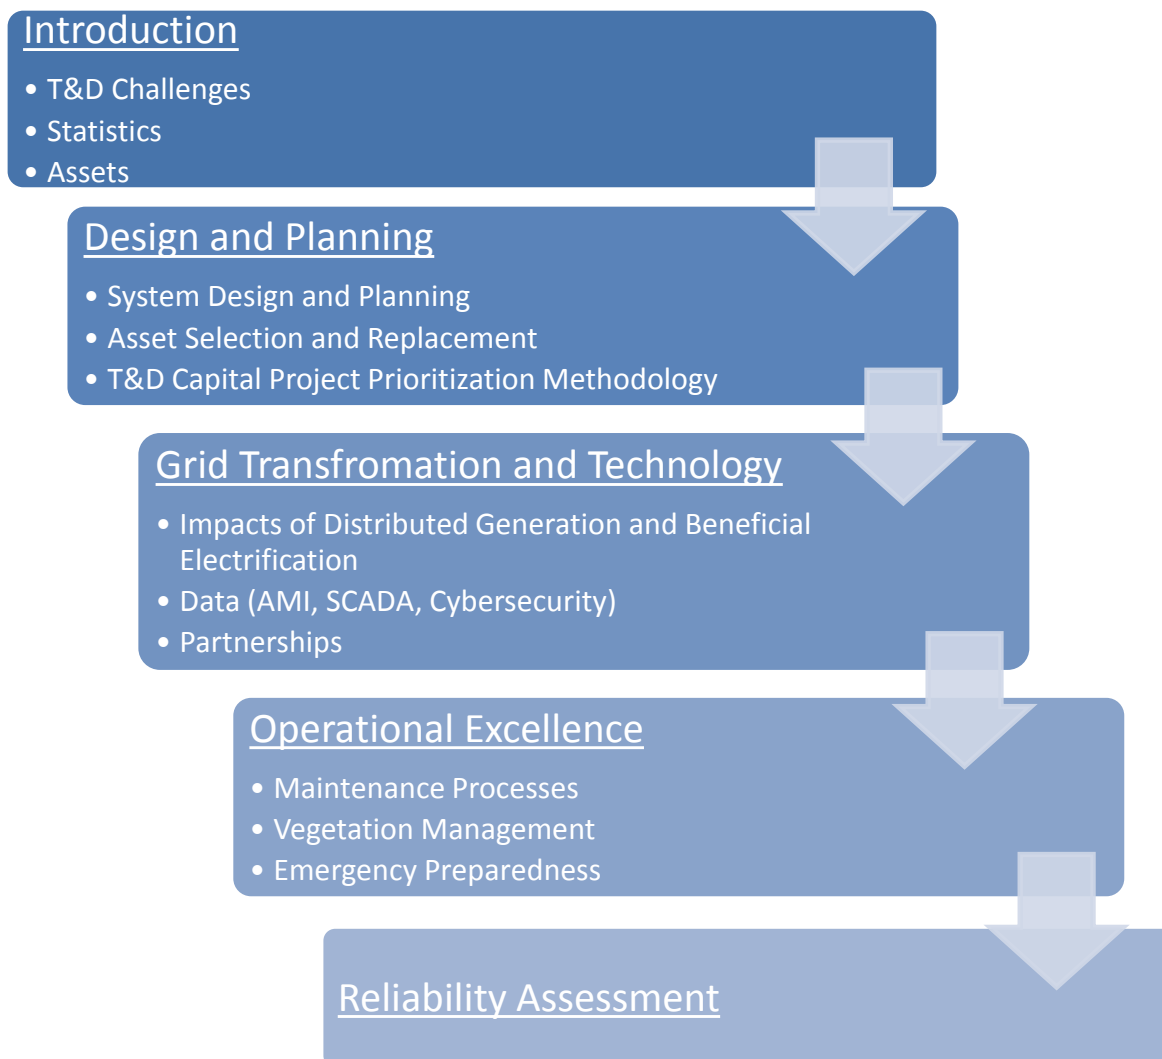 Introduction
• T&D Challenges
• Statistics
• Assets
Design and Planning
• System Design and Planning
• Asset Selection and Replacement
• T&D Capital Project Prioritization Methodology
Grid Transfromation and Technology
• Impacts of Distributed Generation and Beneficial
Electrification
• Data (AMI, SCADA, Cybersecurity)
• Partnerships
Operational Excellence
• Maintenance Processes
• Vegetation Management
• Emergency Preparedness
Reliability Assessment